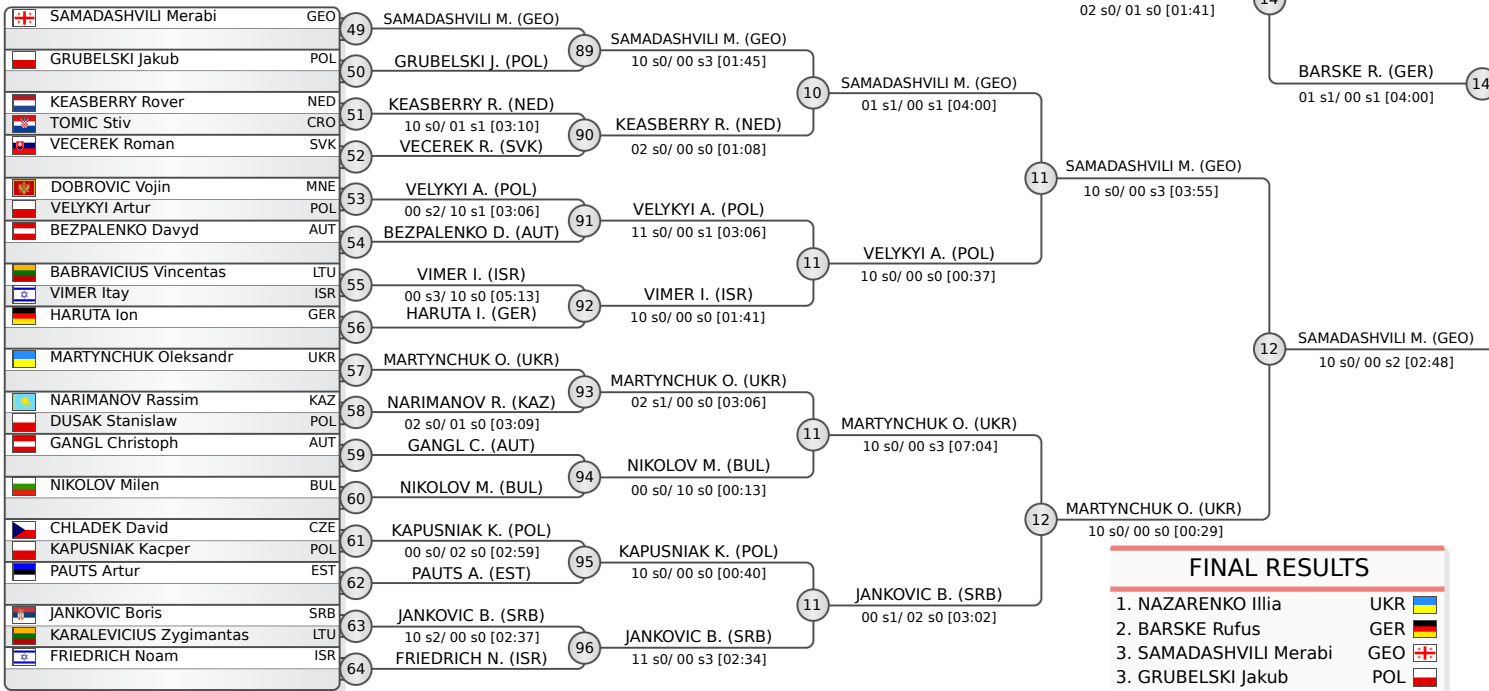 SAMADASHVILI Merabi GEO
GRUBELSKI Jakub POL
KEASBERRY Rover NED
TOMIC Stiv CRO
VECEREK Roman SVK
DOBROVIC Vojin MNE
VELYKYI Artur POL
BEZPALENKO Davyd AUT
BABRAVICIUS Vincentas LTU
VIMER Itay ISR
HARUTA Ion GER
MARTYNCHUK Oleksandr UKR
NARIMANOV Rassim KAZ
DUSAK Stanislaw POL
GANGL Christoph AUT
NIKOLOV Milen BUL
CHLADEK David CZE
KAPUSNIAK Kacper POL
PAUTS Artur EST
JANKOVIC Boris SRB
KARALEVICIUS Zygimantas LTU
FRIEDRICH Noam ISR
49
50
51
52
53
54
55
56
57
58
59
60
61
62
63
64
SAMADASHVILI M. (GEO)
GRUBELSKI J. (POL)
KEASBERRY R. (NED)
10 s0/ 01 s1 [03:10]
VECEREK R. (SVK)
VELYKYI A. (POL)
00 s2/ 10 s1 [03:06]
BEZPALENKO D. (AUT)
VIMER I. (ISR)
00 s3/ 10 s0 [05:13]
HARUTA I. (GER)
MARTYNCHUK O. (UKR)
NARIMANOV R. (KAZ)
02 s0/ 01 s0 [03:09]
GANGL C. (AUT)
NIKOLOV M. (BUL)
KAPUSNIAK K. (POL)
00 s0/ 02 s0 [02:59]
PAUTS A. (EST)
JANKOVIC B. (SRB)
10 s2/ 00 s0 [02:37]
FRIEDRICH N. (ISR)
89
90
91
92
93
94
95
96
SAMADASHVILI M. (GEO)
10 s0/ 00 s3 [01:45]
KEASBERRY R. (NED)
02 s0/ 00 s0 [01:08]
VELYKYI A. (POL)
11 s0/ 00 s1 [03:06]
VIMER I. (ISR)
10 s0/ 00 s0 [01:41]
MARTYNCHUK O. (UKR)
02 s1/ 00 s0 [03:06]
NIKOLOV M. (BUL)
00 s0/ 10 s0 [00:13]
KAPUSNIAK K. (POL)
10 s0/ 00 s0 [00:40]
JANKOVIC B. (SRB)
11 s0/ 00 s3 [02:34]
10
11
11
11
SAMADASHVILI M. (GEO)
01 s1/ 00 s1 [04:00]
VELYKYI A. (POL)
10 s0/ 00 s0 [00:37]
MARTYNCHUK O. (UKR)
10 s0/ 00 s3 [07:04]
JANKOVIC B. (SRB)
00 s1/ 02 s0 [03:02]
11
12
SAMADASHVILI M. (GEO)
10 s0/ 00 s3 [03:55]
MARTYNCHUK O. (UKR)
10 s0/ 00 s0 [00:29]
12
SAMADASHVILI M. (GEO)
10 s0/ 00 s2 [02:48]
02 s0/ 01 s0 [01:41]
14
BARSKE R. (GER)
01 s1/ 00 s1 [04:00]
14
FINAL RESULTS
1. NAZARENKO Illia UKR
2. BARSKE Rufus GER
3. SAMADASHVILI Merabi GEO
3. GRUBELSKI Jakub POL